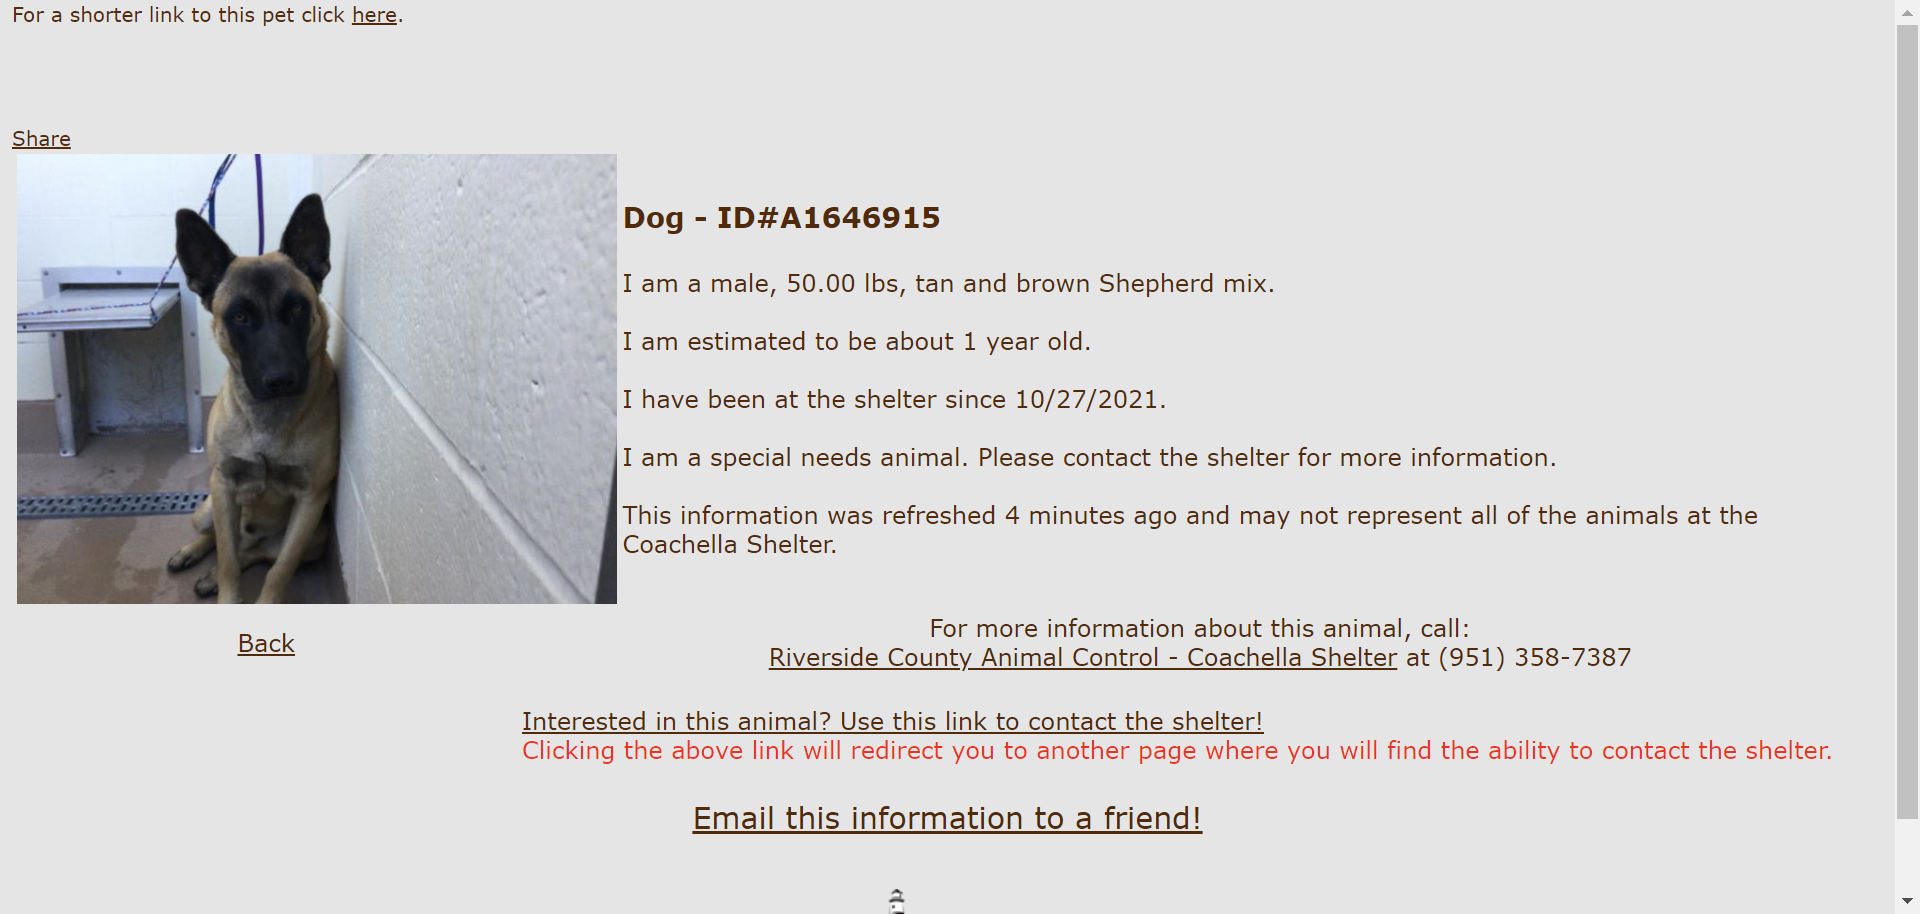 For a shorter link to this pet click here.
Share
Dog - ID#A1646915
I am a male, 50.00 lbs, tan and brown Shepherd mix.
I am estimated to be about 1 year old.
I have been at the shelter since 10/27/2021.
I am a special needs animal. Please contact the shelter for more information.
This information was refreshed 4 minutes ago and may not represent all of the animals at the
Coachella Shelter.
Back
For more information about this animal, call:
Riverside County Animal Control - Coachella Shelter at (951) 358-7387
Interested in this animal? Use this link to contact the shelter!
Clicking the above link will redirect you to another page where you will find the ability to contact the shelter.
Email this information to a friend!